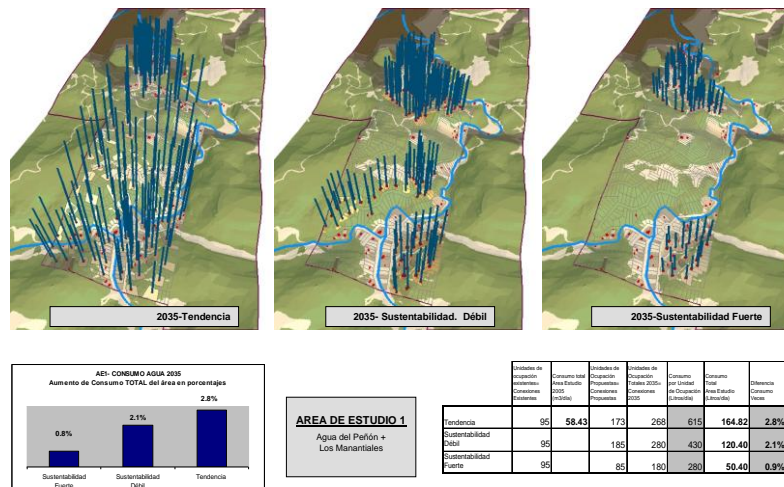 2035-Tendencia
2035- Sustentabilidad. Débil
2035-Sustentabilidad Fuerte
AE1- CONSUMO AGUA 2035
Aumento de Consumo TOTAL del área en porcentajes
2.8%
2.1%
0.8%
Sustentabilidad
Fuerte
Sustentabilidad
Débil
Tendencia
AREA DE ESTUDIO 1
Agua del Peñón +
Los Manantiales
Unidades de
ocupación
existentes=
Conexiones
Existentes
Consumo total
Area Estudio
2005
(m3/día)
Unidades de
Ocupación
Propuestas=
Conexiones
Propuestas
Unidades de
Ocupación
Totales 2035=
Conexiones
2035
Consumo
por Unidad
de Ocupación
(Litros/día)
Consumo
Total
Area Estudio
(Litros/día)
Diferencia
Consumo
Veces
Tendencia 95 58.43 173 268 615 164.82 2.8%
Sustentabilidad
Débil 95 185 280 430 120.40 2.1%
Sustentabilidad
Fuerte 95 85 180 280 50.40 0.9%